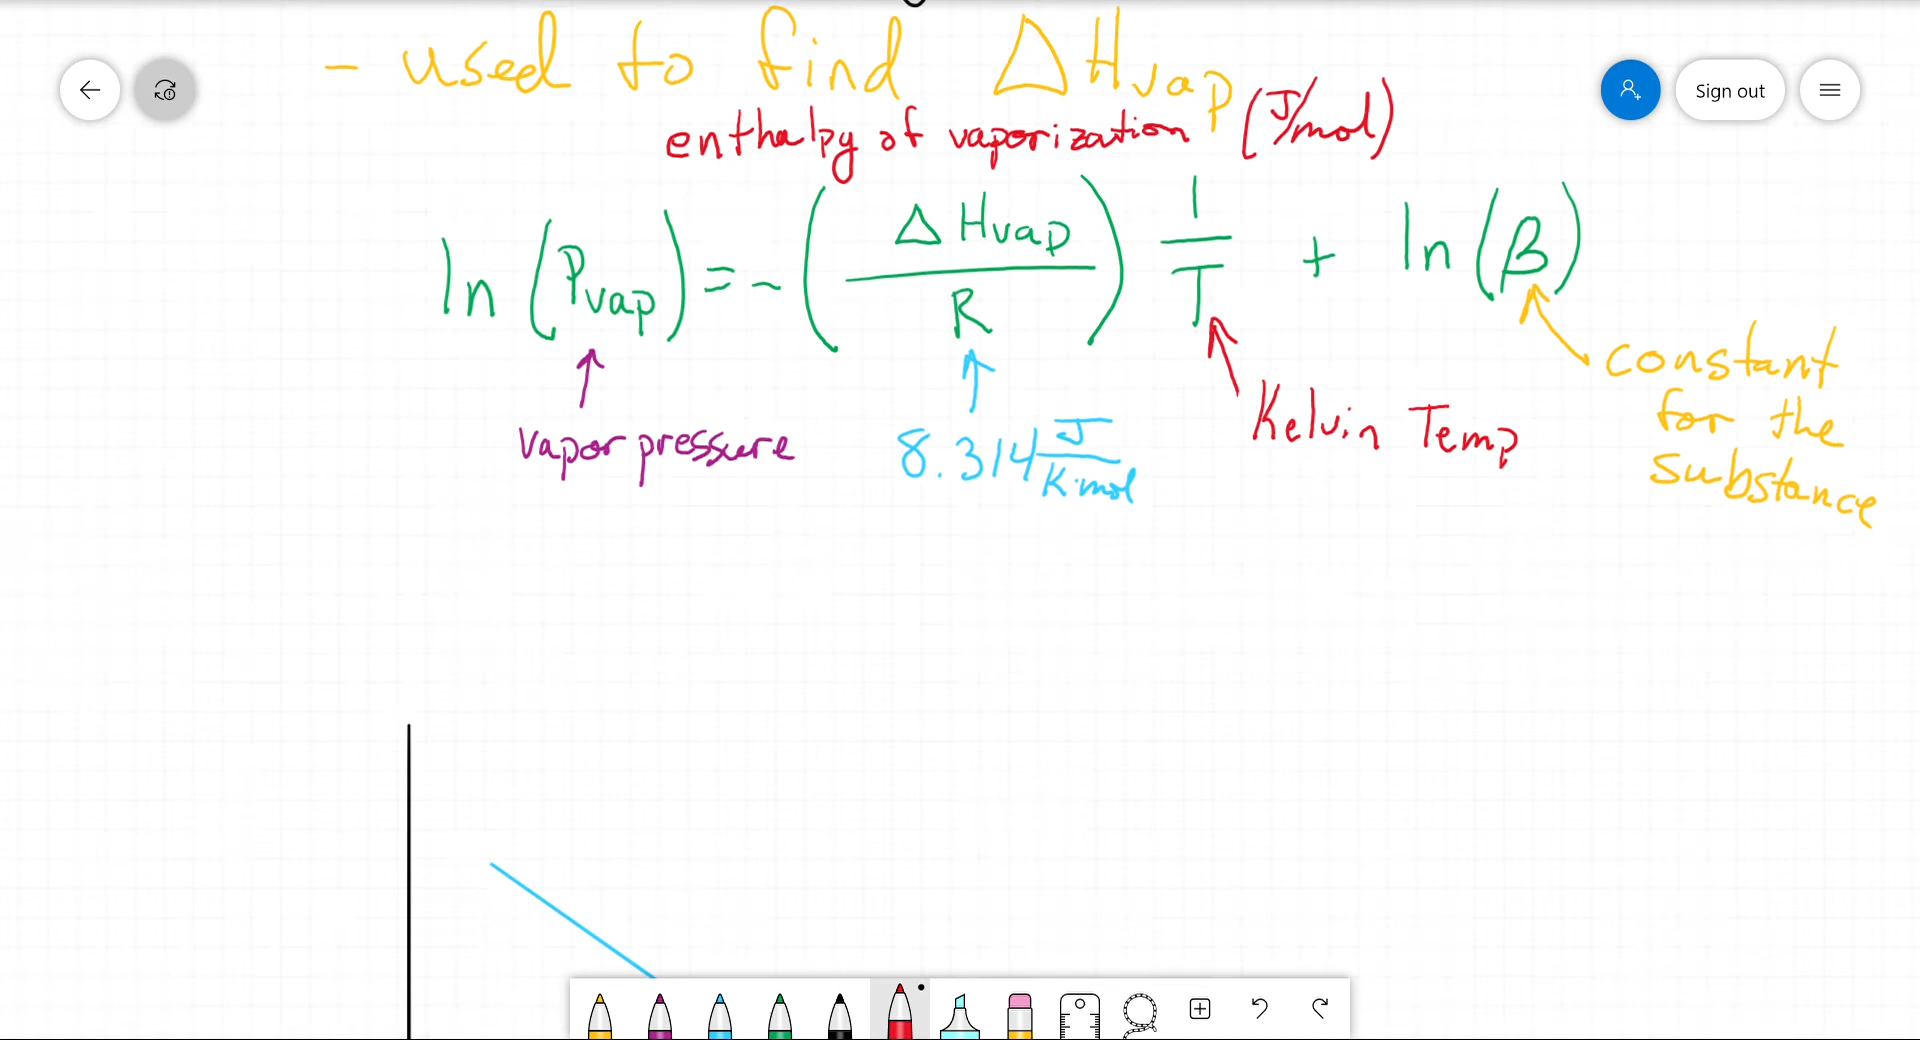 - used to find ΔHvap
Sign out
enthalpy of vaporization (J/mol)
ln(Pvap) = -(ΔHvap/R) 1/T + ln(β)
constant
for the
substance
Kelvin Temp
vapor pressure
8.314 J/K·mol